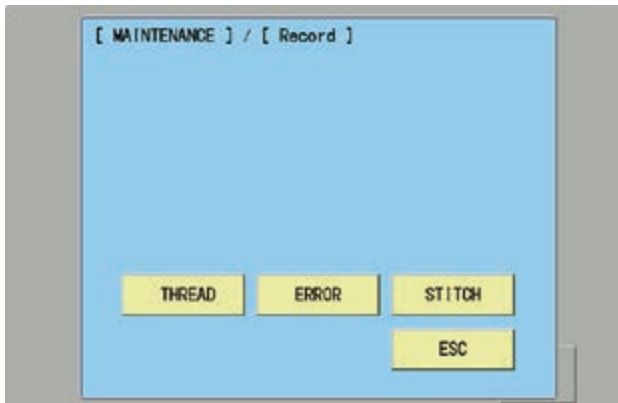 [ MAINTENANCE ] / [ Record ]
THREAD ERROR STITCH
ESC